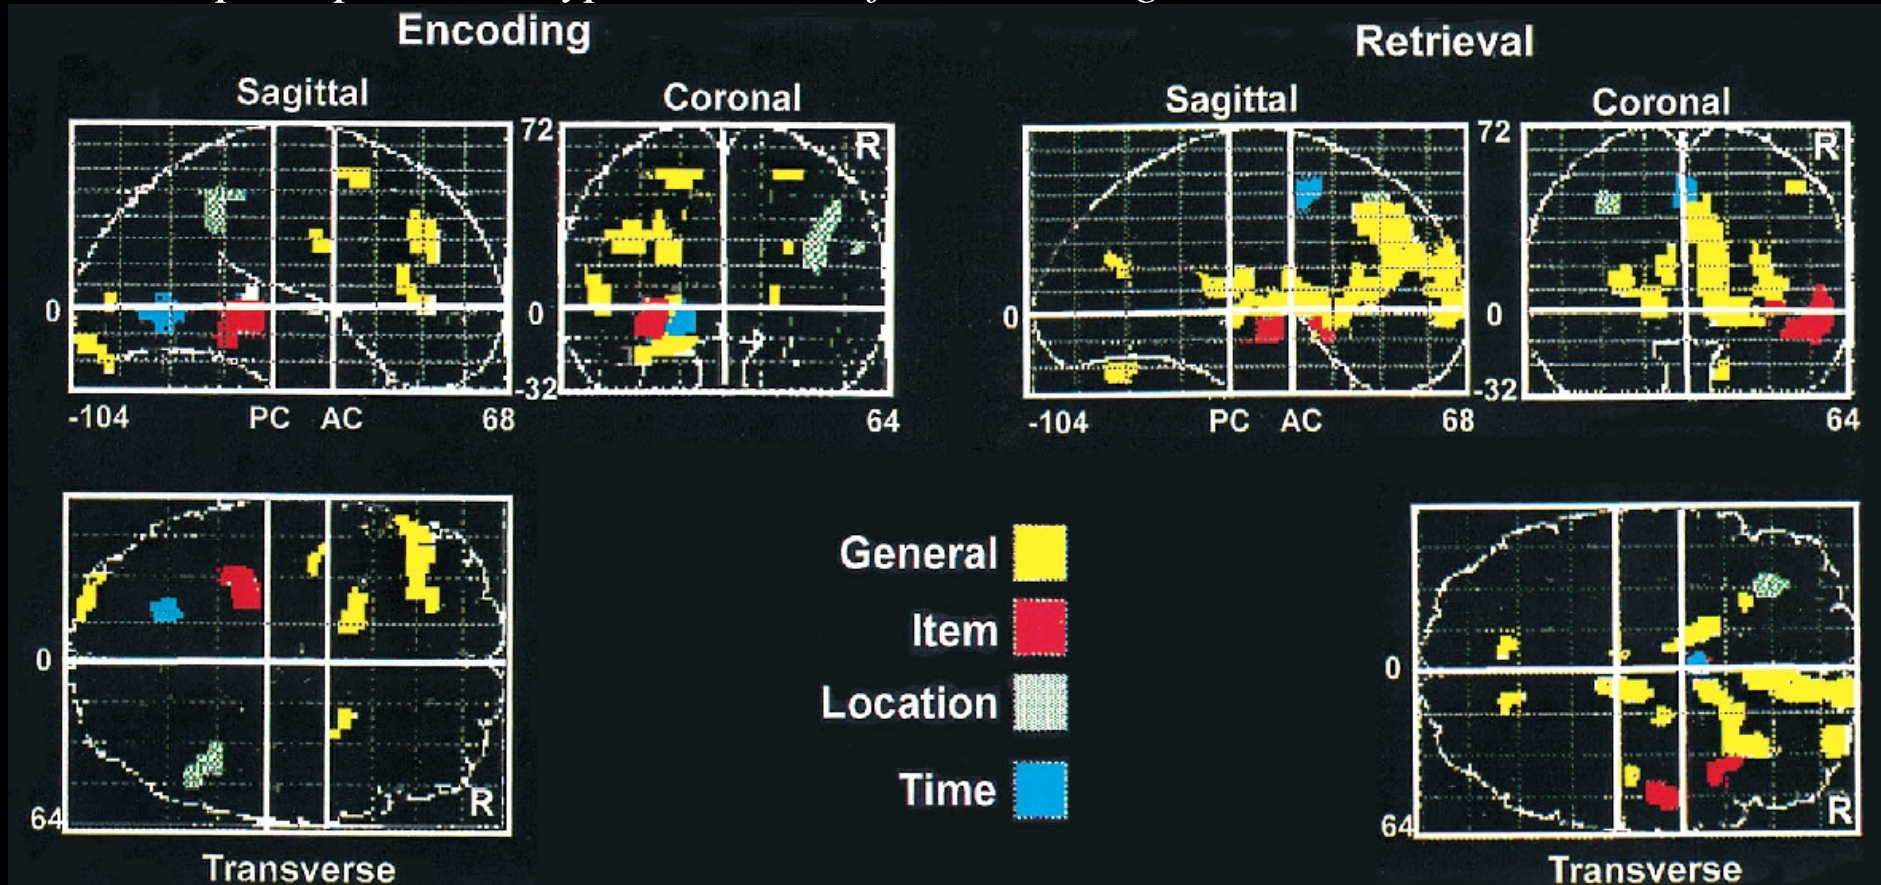 Encoding
Retrieval
Sagittal
Coronal
Sagittal
Coronal
72
R
0
0
-32
-104
PC
AC
68
64
72
R
0
0
-32
-104
PC
AC
68
64
0
64
R
Transverse
General
Item
Location
Time
0
64
R
Transverse